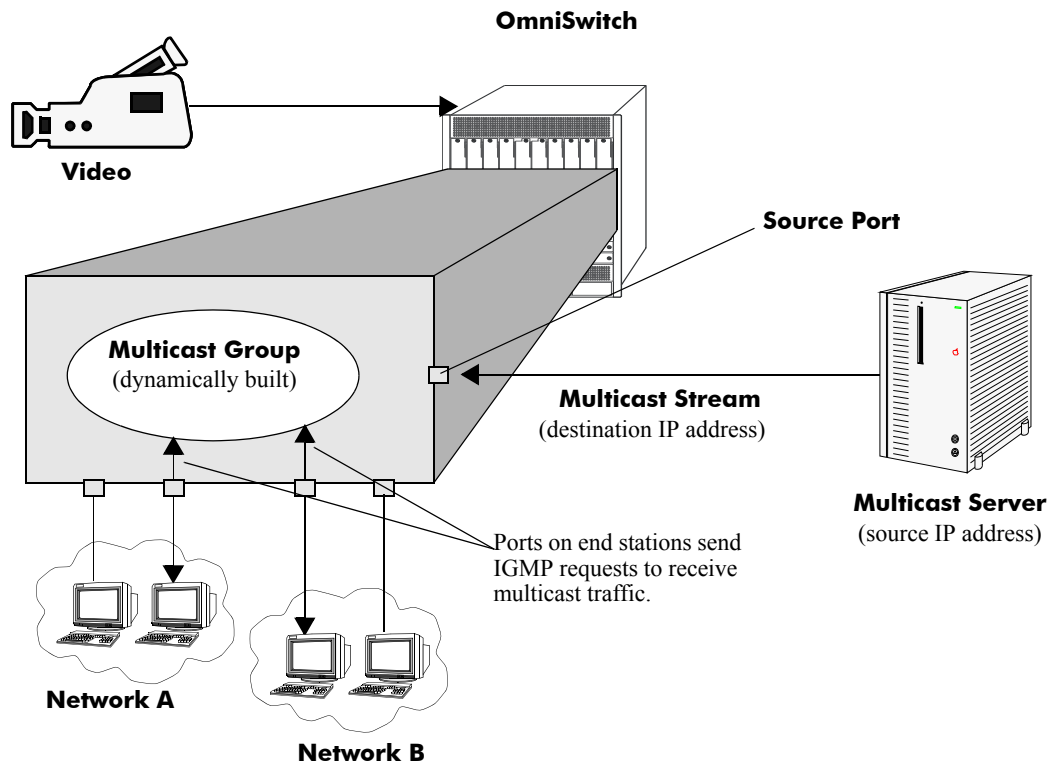 OmniSwitch
Video
Source Port
Multicast Group
(dynamically built)
Multicast Stream
(destination IP address)
Multicast Server
(source IP address)
Ports on end stations send
IGMP requests to receive
multicast traffic.
Network A
Network B